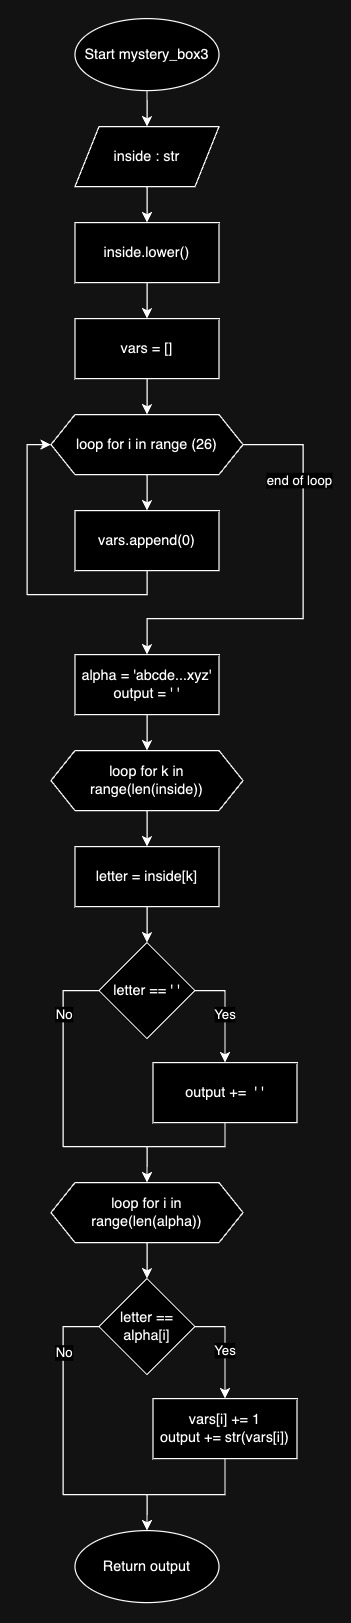 Start mystery_box3
inside : str
inside.lower()
vars = []
loop for i in range (26)
end of loop
vars.append(0)
alpha = 'abcde...xyz'
output = ' '
loop for k in
range(len(inside))
letter = inside[k]
letter == ' '
No
Yes
output += ' '
loop for i in
range(len(alpha))
letter ==
alpha[i]
No
Yes
vars[i] += 1
output += str(vars[i])
Return output